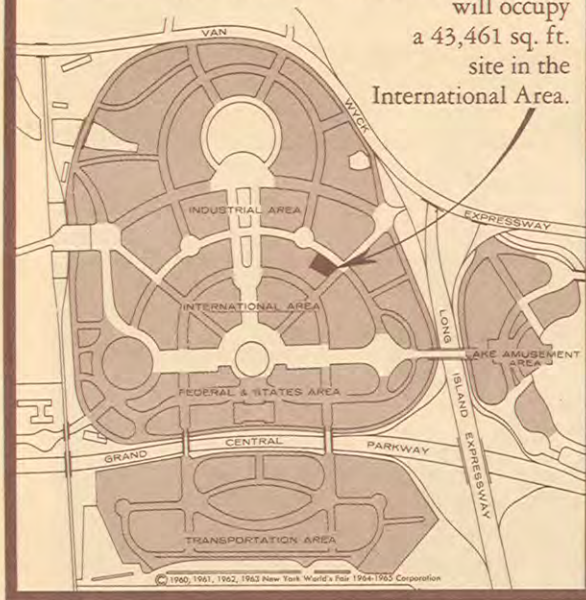 will occupy
a 43,461 sq. ft.
site in the
International Area.
VAN
WYCK
EXPRESSWAY
INDUSTRIAL AREA
INTERNATIONAL AREA
LONG
ISLAND
EXPRESSWAY
LAKE AMUSEMENT
AREA
FEDERAL & STATES AREA
GRAND
CENTRAL
PARKWAY
TRANSPORTATION AREA
© 1960, 1961, 1962, 1963 New York World's Fair 1964-1965 Corporation